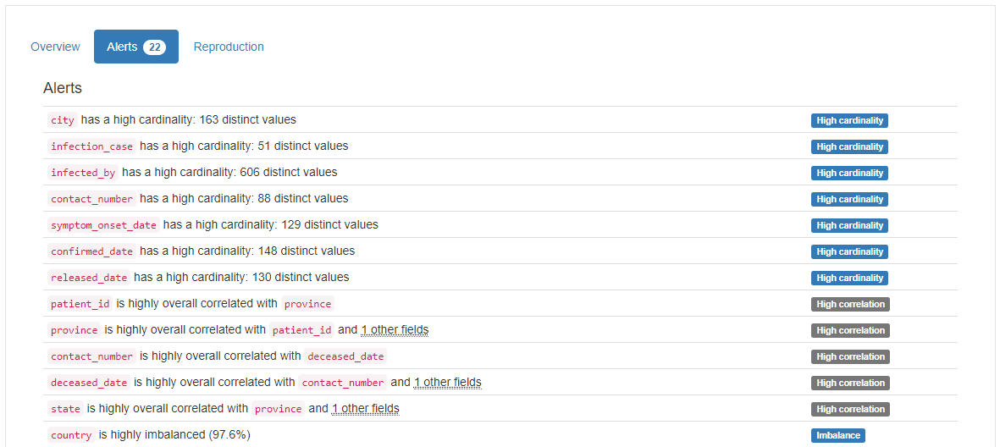 Overview Alerts 22 Reproduction
Alerts
city has a high cardinality: 163 distinct values High cardinality
infection_case has a high cardinality: 51 distinct values High cardinality
infected_by has a high cardinality: 606 distinct values High cardinality
contact_number has a high cardinality: 88 distinct values High cardinality
symptom_onset_date has a high cardinality: 129 distinct values High cardinality
confirmed_date has a high cardinality: 148 distinct values High cardinality
released_date has a high cardinality: 130 distinct values High cardinality
patient_id is highly overall correlated with province High correlation
province is highly overall correlated with patient_id and 1 other fields High correlation
contact_number is highly overall correlated with deceased_date High correlation
deceased_date is highly overall correlated with contact_number and 1 other fields High correlation
state is highly overall correlated with province and 1 other fields High correlation
country is highly imbalanced (97.6%) Imbalance